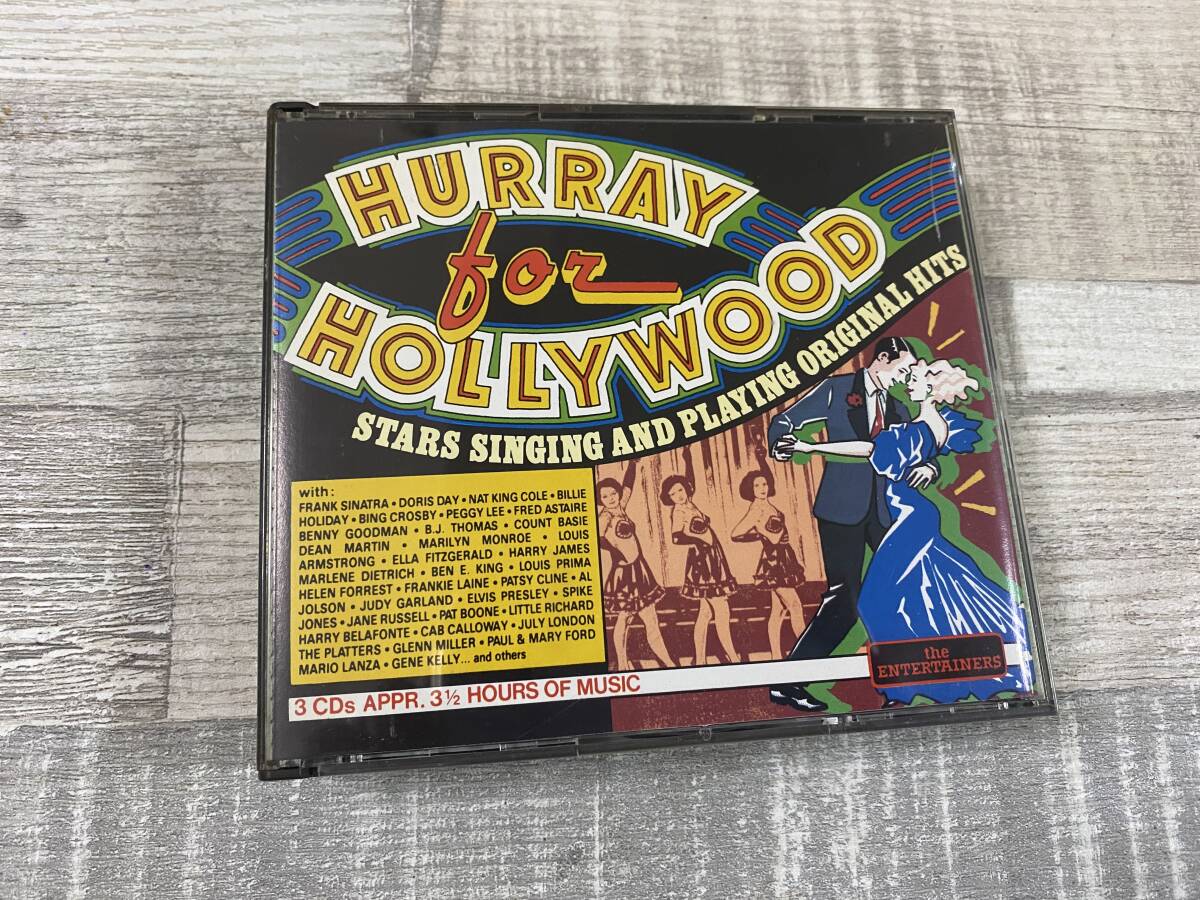 HURRAY
for
HOLLYWOOD
STARS SINGING AND PLAYING ORIGINAL HITS
with:
FRANK SINATRA • DORIS DAY • NAT KING COLE • BILLIE
HOLIDAY • BING CROSBY • PEGGY LEE • FRED ASTAIRE
BENNY GOODMAN • B.J. THOMAS • COUNT BASIE
DEAN MARTIN • MARILYN MONROE • LOUIS
ARMSTRONG • ELLA FITZGERALD • HARRY JAMES
MARLENE DIETRICH • BEN E. KING • LOUIS PRIMA
HELEN FORREST • FRANKIE LAINE • PATSY CLINE • AL
JOLSON • JUDY GARLAND • ELVIS PRESLEY • SPIKE
JONES • JANE RUSSELL • PAT BOONE • LITTLE RICHARD
HARRY BELAFONTE • CAB CALLOWAY • JULY LONDON
THE PLATTERS • GLENN MILLER • PAUL & MARY FORD
MARIO LANZA • GENE KELLY... and others
the
ENTERTAINERS
3 CDs APPR. 3½ HOURS OF MUSIC